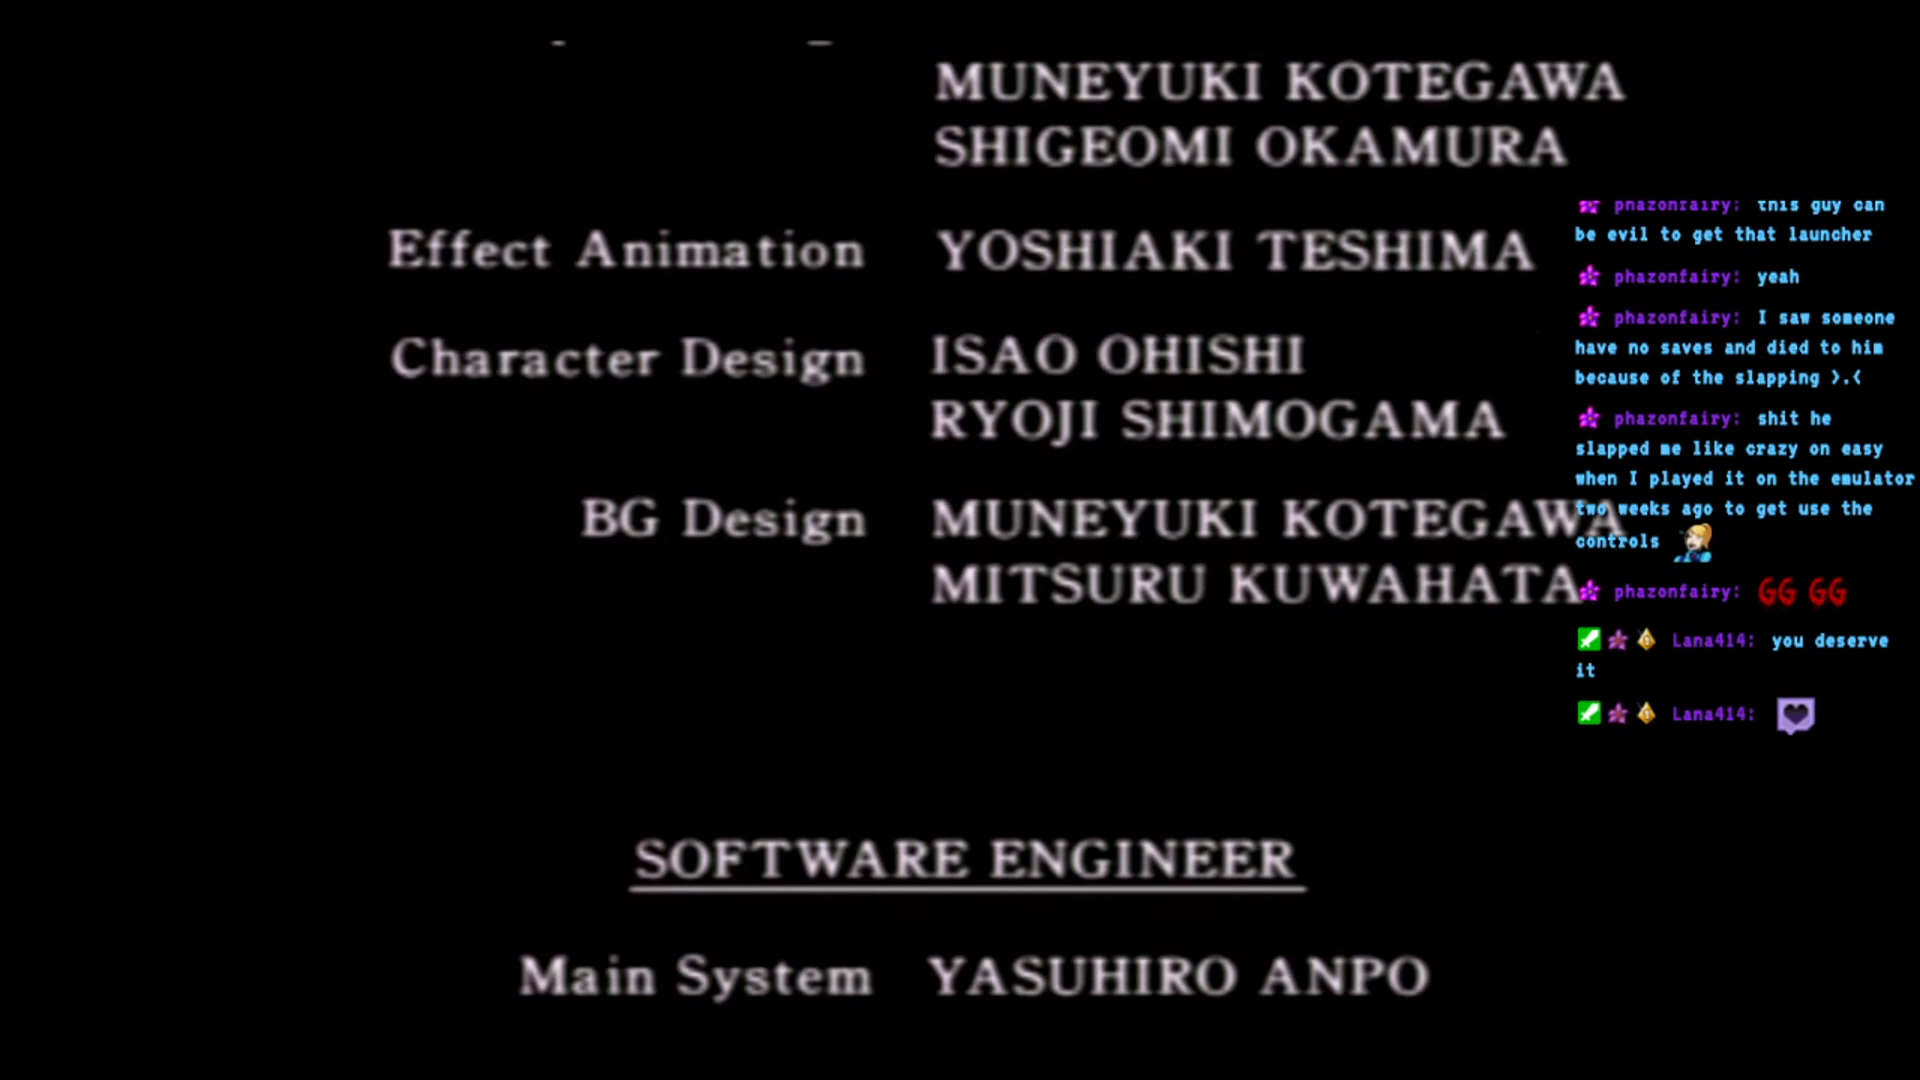 MUNEYUKI KOTEGAWA
SHIGEOMI OKAMURA
Effect Animation YOSHIAKI TESHIMA
Character Design ISAO OHISHI
RYOJI SHIMOGAMA
BG Design MUNEYUKI KOTEGAWA
MITSURU KUWAHATA
SOFTWARE ENGINEER
Main System YASUHIRO ANPO
phazonfairy: this guy can
be evil to get that launcher
phazonfairy: yeah
phazonfairy: I saw someone
have no saves and died to him
because of the slapping >.<
phazonfairy: shit he
slapped me like crazy on easy
when I played it on the emulator
two weeks ago to get use the
controls
phazonfairy: GG GG
Lana414: you deserve
it
Lana414: